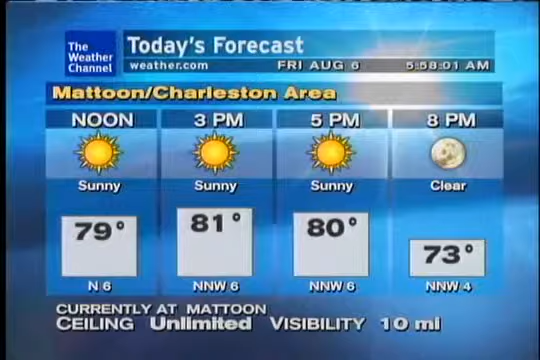 The Weather Channel
Today's Forecast
weather.com FRI AUG 6 5:58:01 AM
Mattoon/Charleston Area
NOON 3 PM 5 PM 8 PM
Sunny Sunny Sunny Clear
79° 81° 80° 73°
N 6 NNW 6 NNW 6 NNW 4
CURRENTLY AT MATTOON
CEILING Unlimited VISIBILITY 10 mi